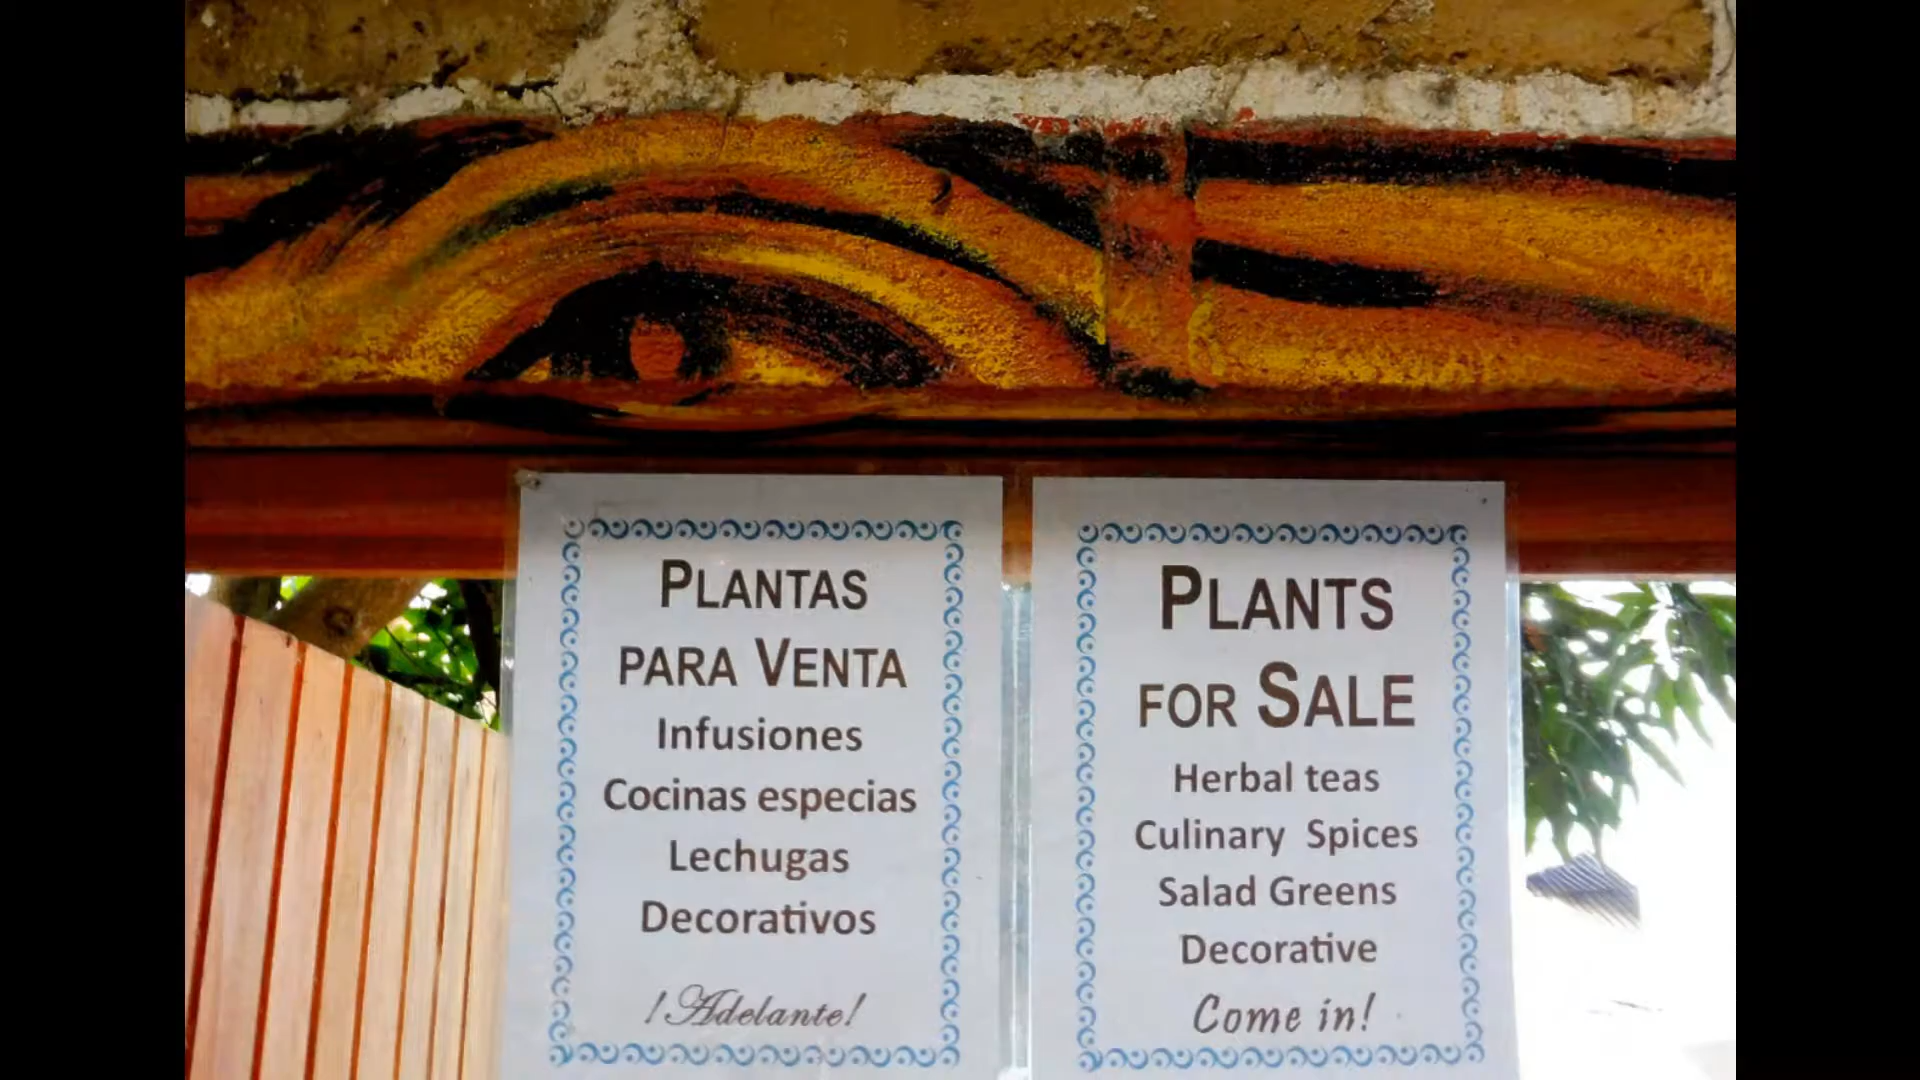 PLANTAS
PARA VENTA
Infusiones
Cocinas especias
Lechugas
Decorativos
!Adelante!
PLANTS
FOR SALE
Herbal teas
Culinary Spices
Salad Greens
Decorative
Come in!